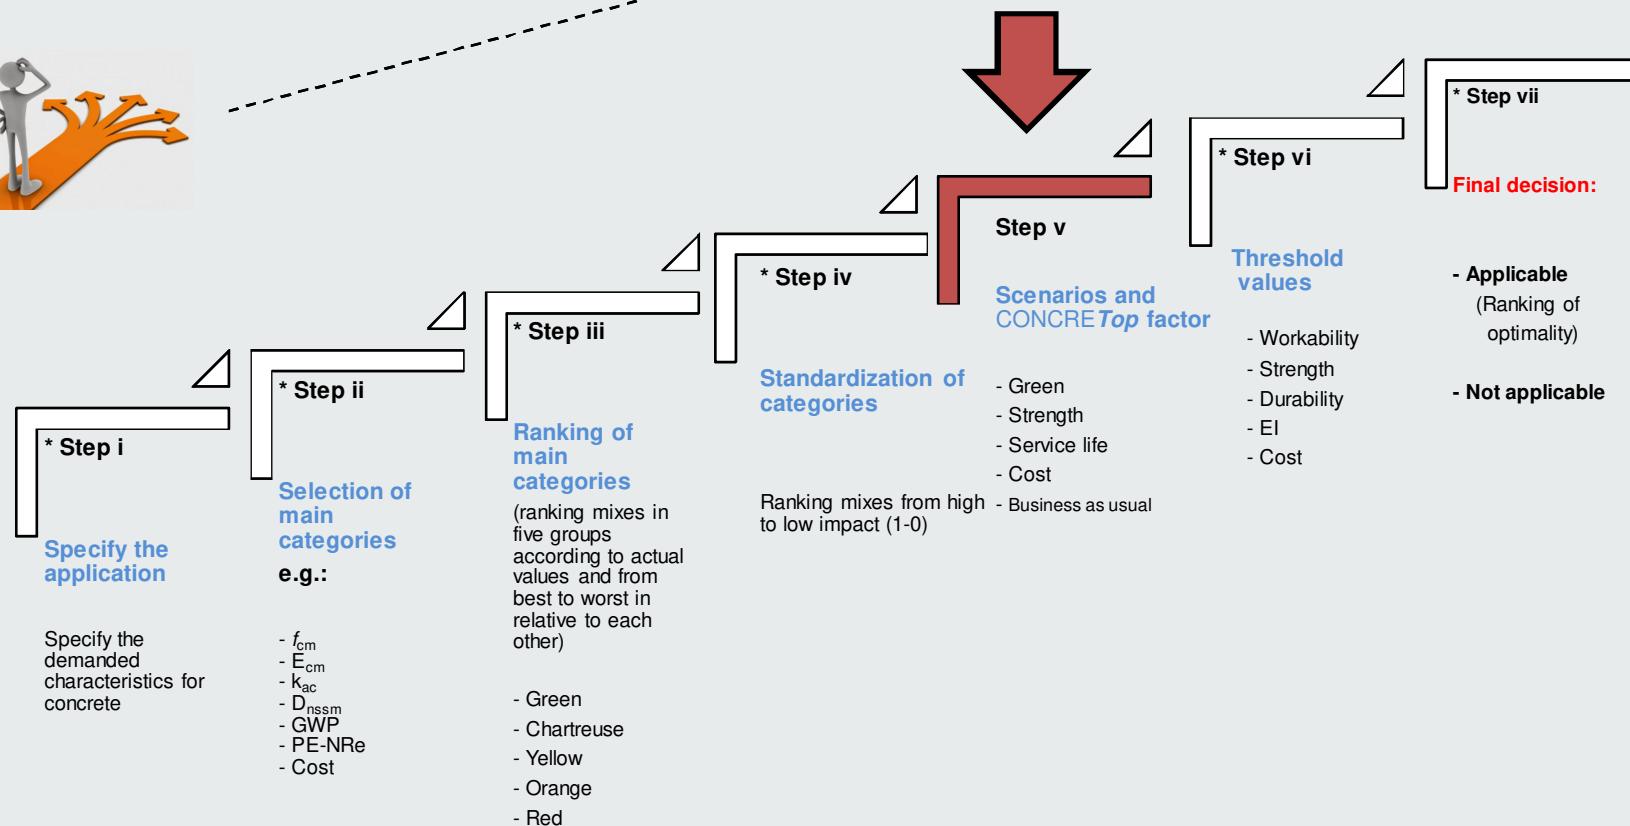 * Step i
Specify the
application
Specify the
demanded
characteristics for
concrete
* Step ii
Selection of
main
categories
e.g.:
- fcm
- Ecm
- kac
- Dnssm
- GWP
- PE-NRe
- Cost
* Step iii
Ranking of
main
categories
(ranking mixes in
five groups
according to actual
values and from
best to worst in
relative to each
other)
- Green
- Chartreuse
- Yellow
- Orange
- Red
* Step iv
Standardization of
categories
Ranking mixes from high
to low impact (1-0)
Step v
Scenarios and
CONCRETop factor
- Green
- Strength
- Service life
- Cost
- Business as usual
* Step vi
Threshold
values
- Workability
- Strength
- Durability
- EI
- Cost
* Step vii
Final decision:
- Applicable
(Ranking of
optimality)
- Not applicable